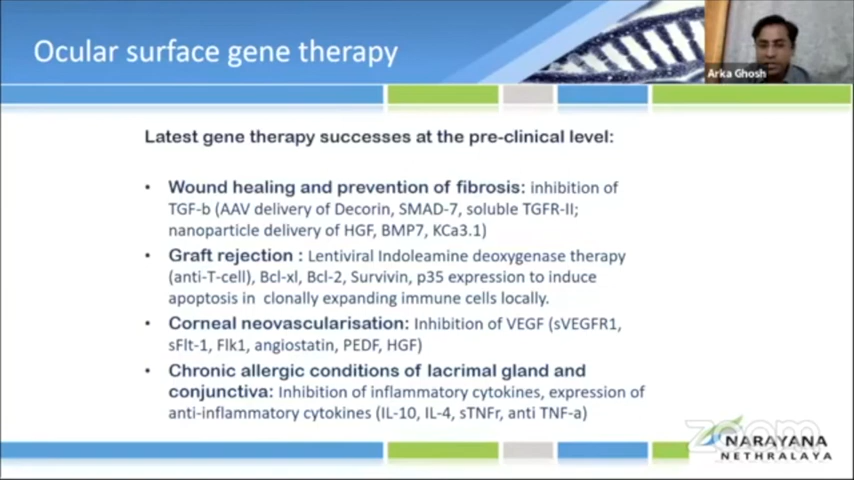 Ocular surface gene therapy
Arka Ghosh
Latest gene therapy successes at the pre-clinical level:
• Wound healing and prevention of fibrosis: inhibition of
TGF-b (AAV delivery of Decorin, SMAD-7, soluble TGFR-II;
nanoparticle delivery of HGF, BMP7, KCa3.1)
• Graft rejection : Lentiviral Indoleamine deoxygenase therapy
(anti-T-cell), Bcl-xl, Bcl-2, Survivin, p35 expression to induce
apoptosis in clonally expanding immune cells locally.
• Corneal neovascularisation: Inhibition of VEGF (sVEGFR1,
sFlt-1, Flk1, angiostatin, PEDF, HGF)
• Chronic allergic conditions of lacrimal gland and
conjunctiva: Inhibition of inflammatory cytokines, expression of
anti-inflammatory cytokines (IL-10, IL-4, sTNFr, anti TNF-a)
zoom
NARAYANA
NETHRALAYA